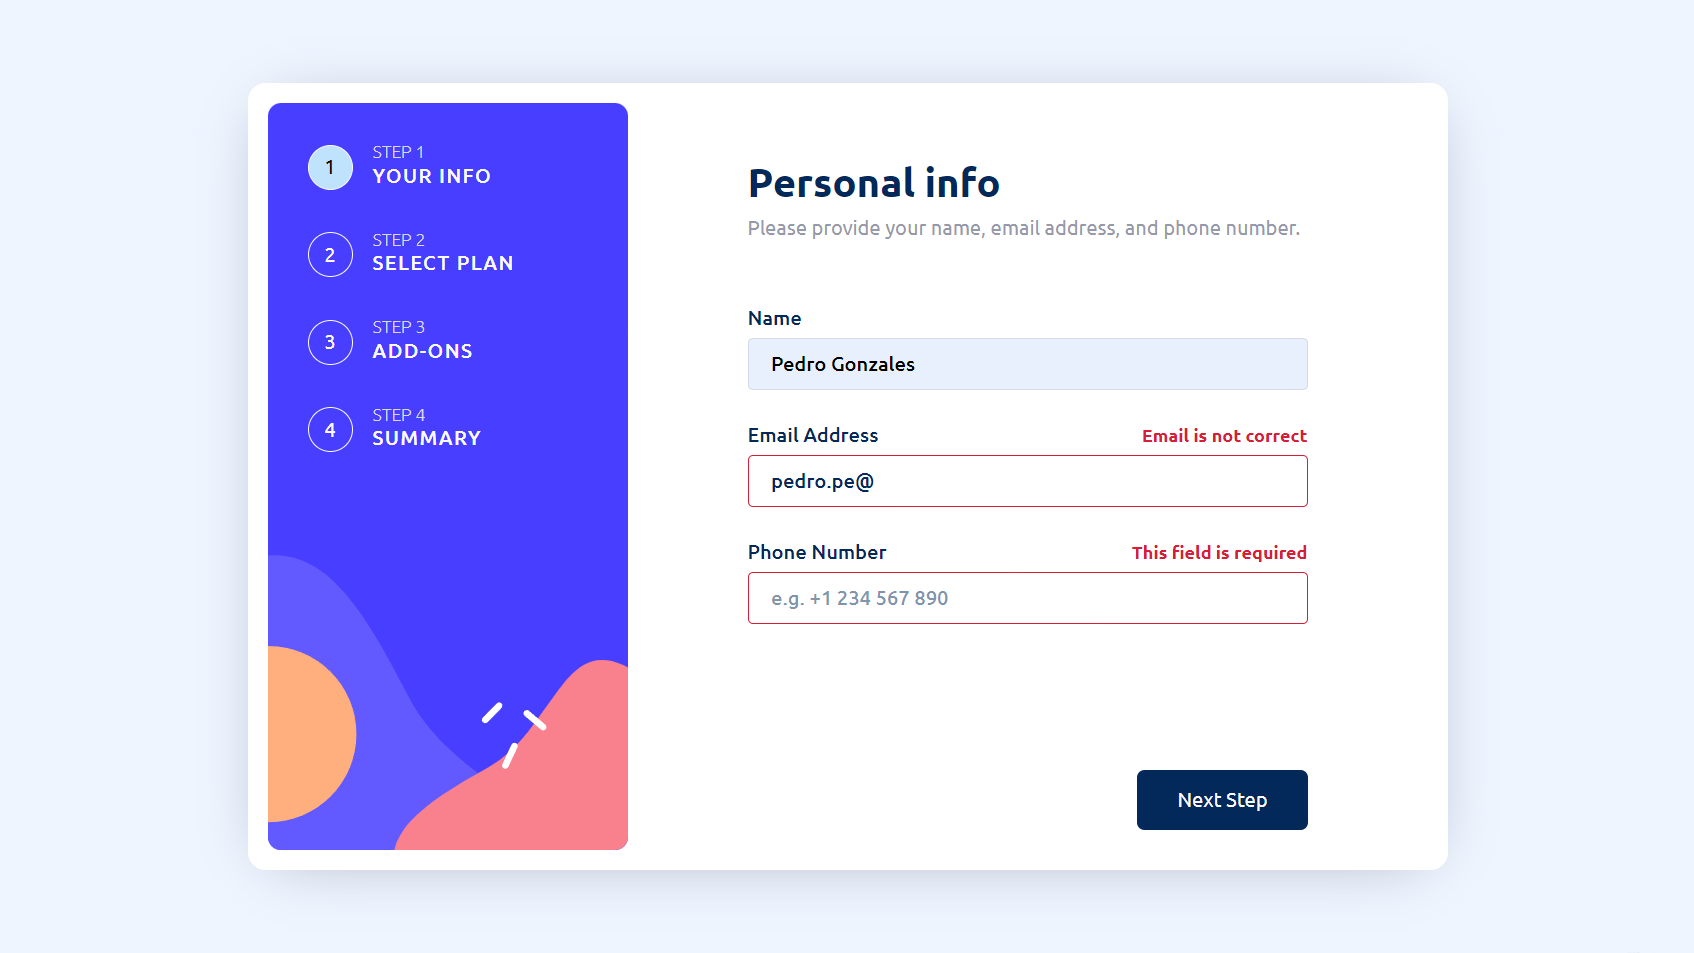 1
STEP 1
YOUR INFO
2
STEP 2
SELECT PLAN
3
STEP 3
ADD-ONS
4
STEP 4
SUMMARY
Personal info
Please provide your name, email address, and phone number.
Name
Pedro Gonzales
Email Address
Email is not correct
pedro.pe@
Phone Number
This field is required
e.g. +1 234 567 890
Next Step